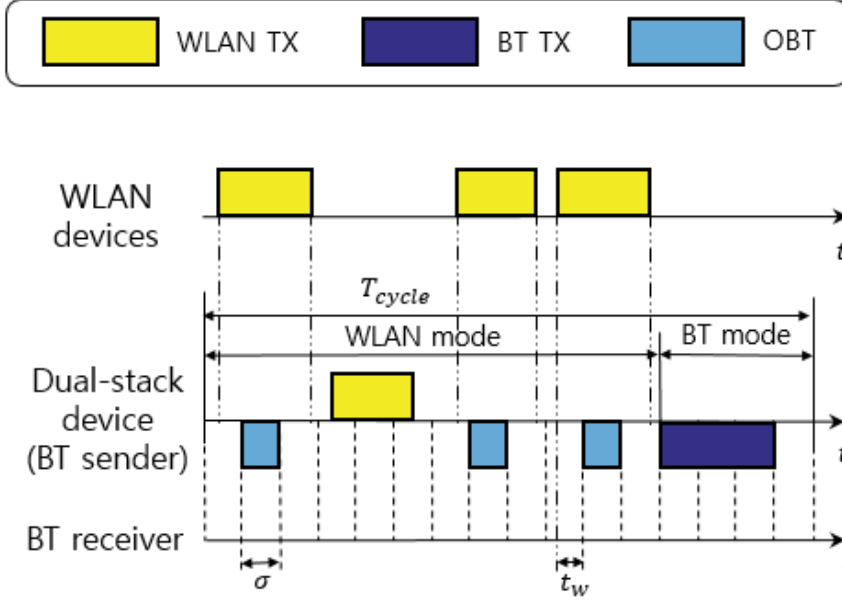 WLAN TX
BT TX
OBT
WLAN
devices
t
T_cycle
WLAN mode
BT mode
Dual-stack
device
(BT sender)
t
BT receiver
σ
t_w